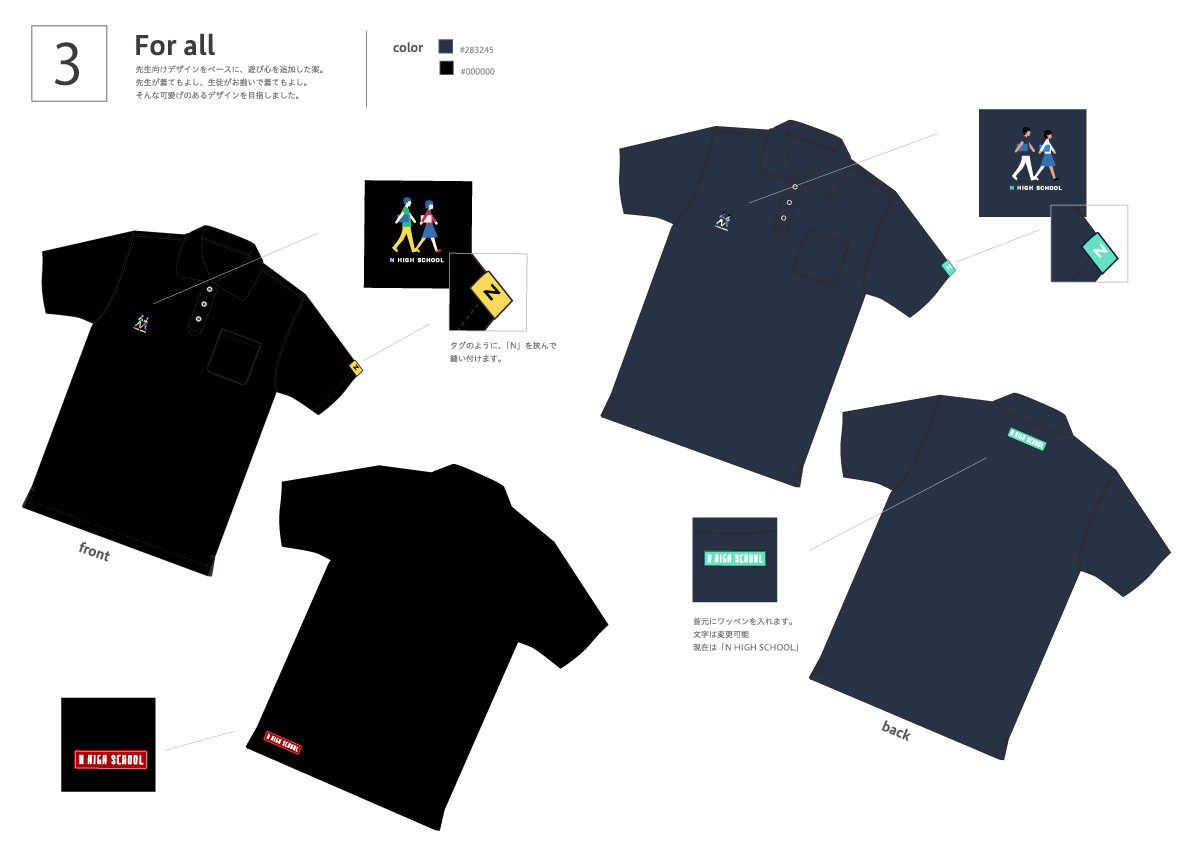 3
For all
先生向けデザインをベースに、遊び心を追加した案。
先生が着てもよし、生徒がお揃いで着てもよし。
そんな可愛げのあるデザインを目指しました。
color
#283245
#000000
N HIGH SCHOOL
N
タグのように、「N」を挟んで
縫い付けます。
N
front
N HIGH SCHOOL
N HIGH SCHOOL
N HIGH SCHOOL
N
N
N HIGH SCHOOL
N HIGH SCHOOL
首元にワッペンを入れます。
文字は変更可能
現在は「N HIGH SCHOOL」
back